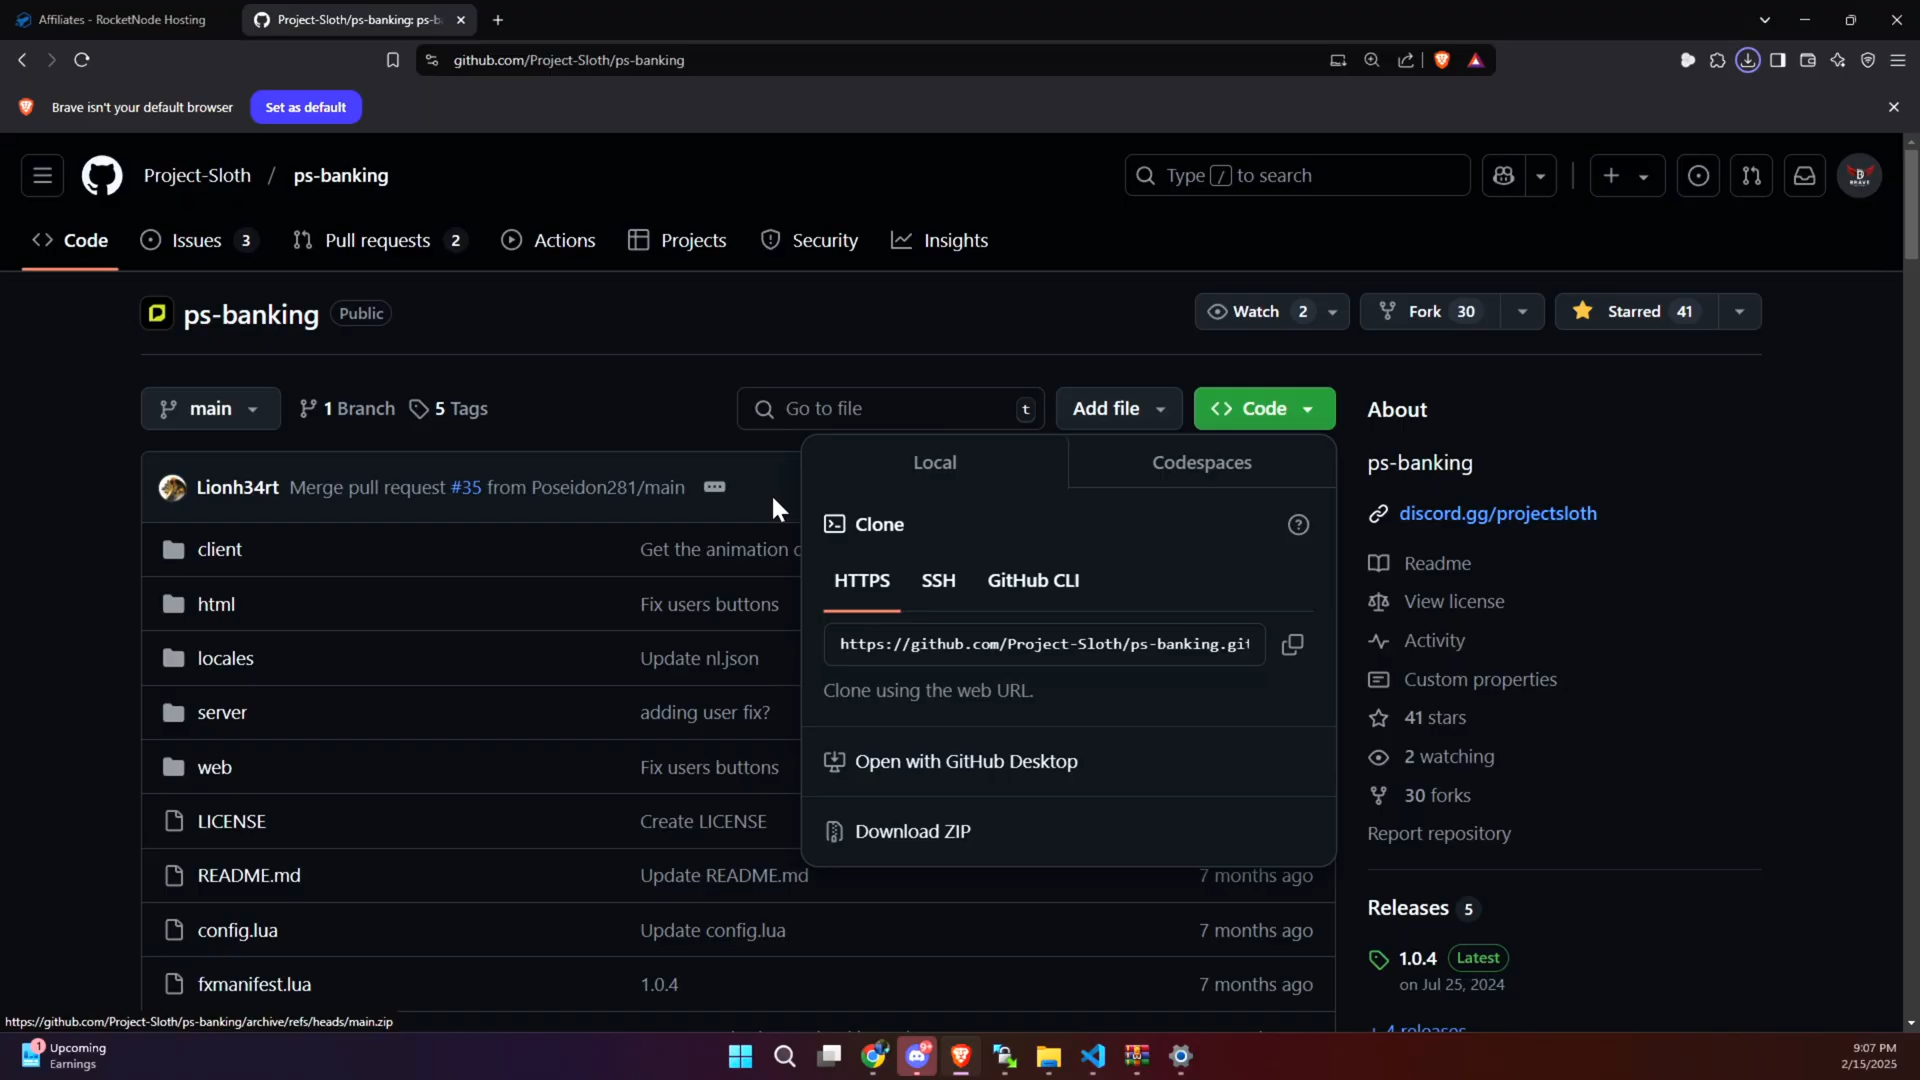 Affiliates - RocketNode Hosting
Project-Sloth/ps-banking: ps-b
github.com/Project-Sloth/ps-banking
Brave isn't your default browser
Set as default
Project-Sloth / ps-banking
Type / to search
Code
Issues 3
Pull requests 2
Actions
Projects
Security
Insights
ps-banking Public
Watch 2
Fork 30
Starred 41
main
1 Branch
5 Tags
Go to file t
Add file
Code
Lionh34rt Merge pull request #35 from Poseidon281/main
client Get the animation
html Fix users buttons
locales Update nl.json
server adding user fix?
web Fix users buttons
LICENSE Create LICENSE
README.md Update README.md 7 months ago
config.lua Update config.lua 7 months ago
fxmanifest.lua 1.0.4 7 months ago
Local
Codespaces
Clone
HTTPS SSH GitHub CLI
https://github.com/Project-Sloth/ps-banking.git
Clone using the web URL.
Open with GitHub Desktop
Download ZIP
About
ps-banking
discord.gg/projectsloth
Readme
View license
Activity
Custom properties
41 stars
2 watching
30 forks
Report repository
Releases 5
1.0.4 Latest
on Jul 25, 2024
+ 4 releases
https://github.com/Project-Sloth/ps-banking/archive/refs/heads/main.zip
1
Upcoming
Earnings
9:07 PM
2/15/2025